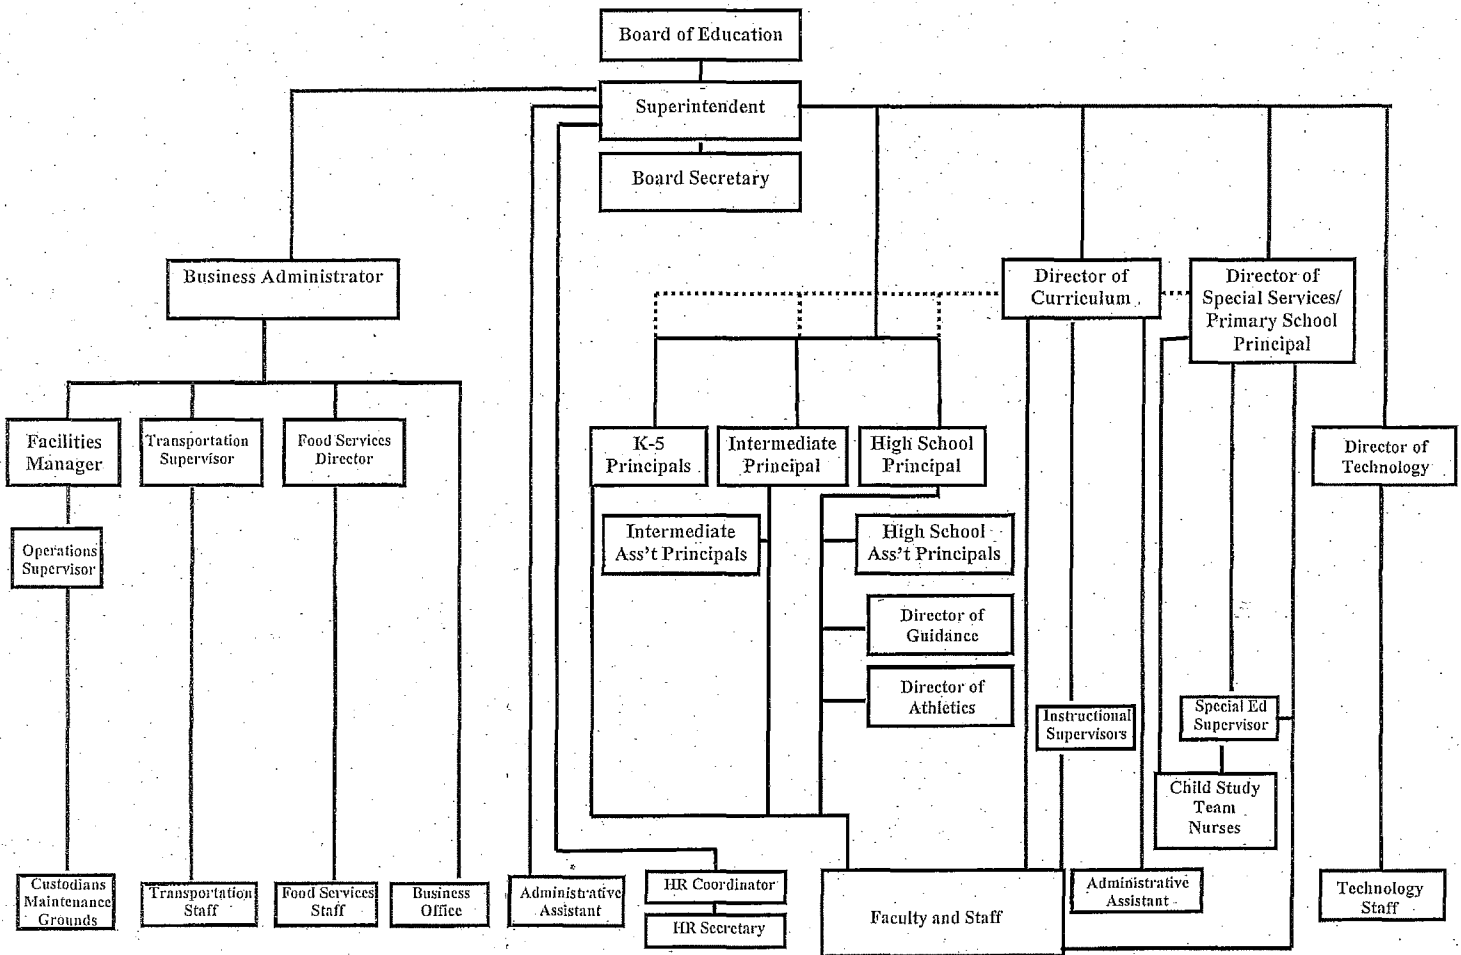 Board of Education
Superintendent
Board Secretary
Business Administrator
Director of
Curriculum
Director of
Special Services/
Primary School
Principal
Facilities
Manager
Transportation
Supervisor
Food Services
Director
K-5
Principals
Intermediate
Principal
High School
Principal
Director of
Technology
Operations
Supervisor
Intermediate
Ass't Principals
High School
Ass't Principals
Director of
Guidance
Director of
Athletics
Instructional
Supervisors
Special Ed
Supervisor
Child Study
Team
Nurses
Custodians
Maintenance
Grounds
Transportation
Staff
Food Services
Staff
Business
Office
Administrative
Assistant
HR Coordinator
HR Secretary
Faculty and Staff
Administrative
Assistant
Technology
Staff